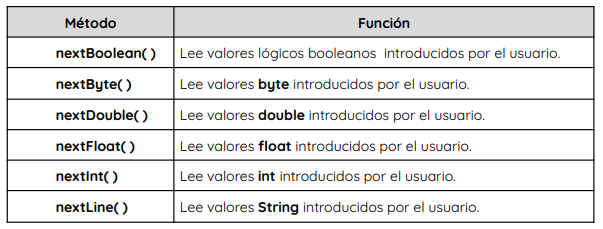 Método Función
nextBoolean( ) Lee valores lógicos booleanos introducidos por el usuario.
nextByte( ) Lee valores byte introducidos por el usuario.
nextDouble( ) Lee valores double introducidos por el usuario.
nextFloat( ) Lee valores float introducidos por el usuario.
nextInt( ) Lee valores int introducidos por el usuario.
nextLine( ) Lee valores String introducidos por el usuario.